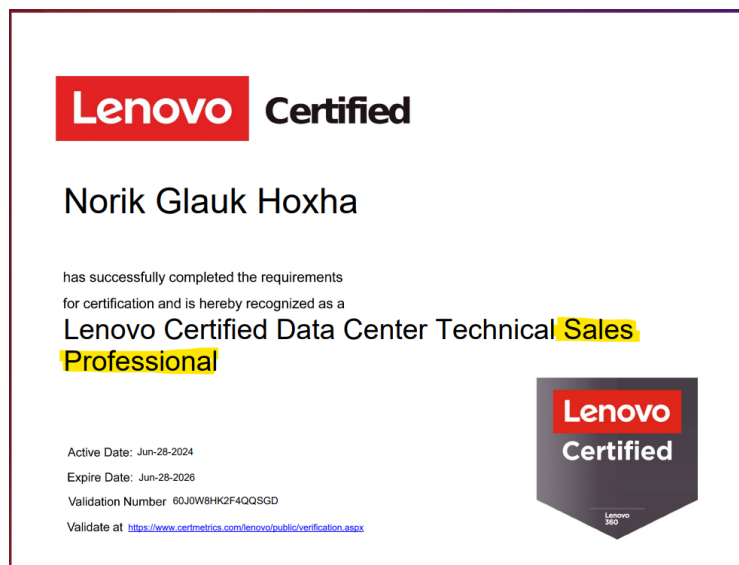 Lenovo Certified
Norik Glauk Hoxha
has successfully completed the requirements
for certification and is hereby recognized as a
Lenovo Certified Data Center Technical Sales
Professional
Lenovo
Certified
Lenovo
360
Active Date: Jun-28-2024
Expire Date: Jun-28-2026
Validation Number 60J0W8HK2F4QQSGD
Validate at https://www.certmetrics.com/lenovo/public/verification.aspx